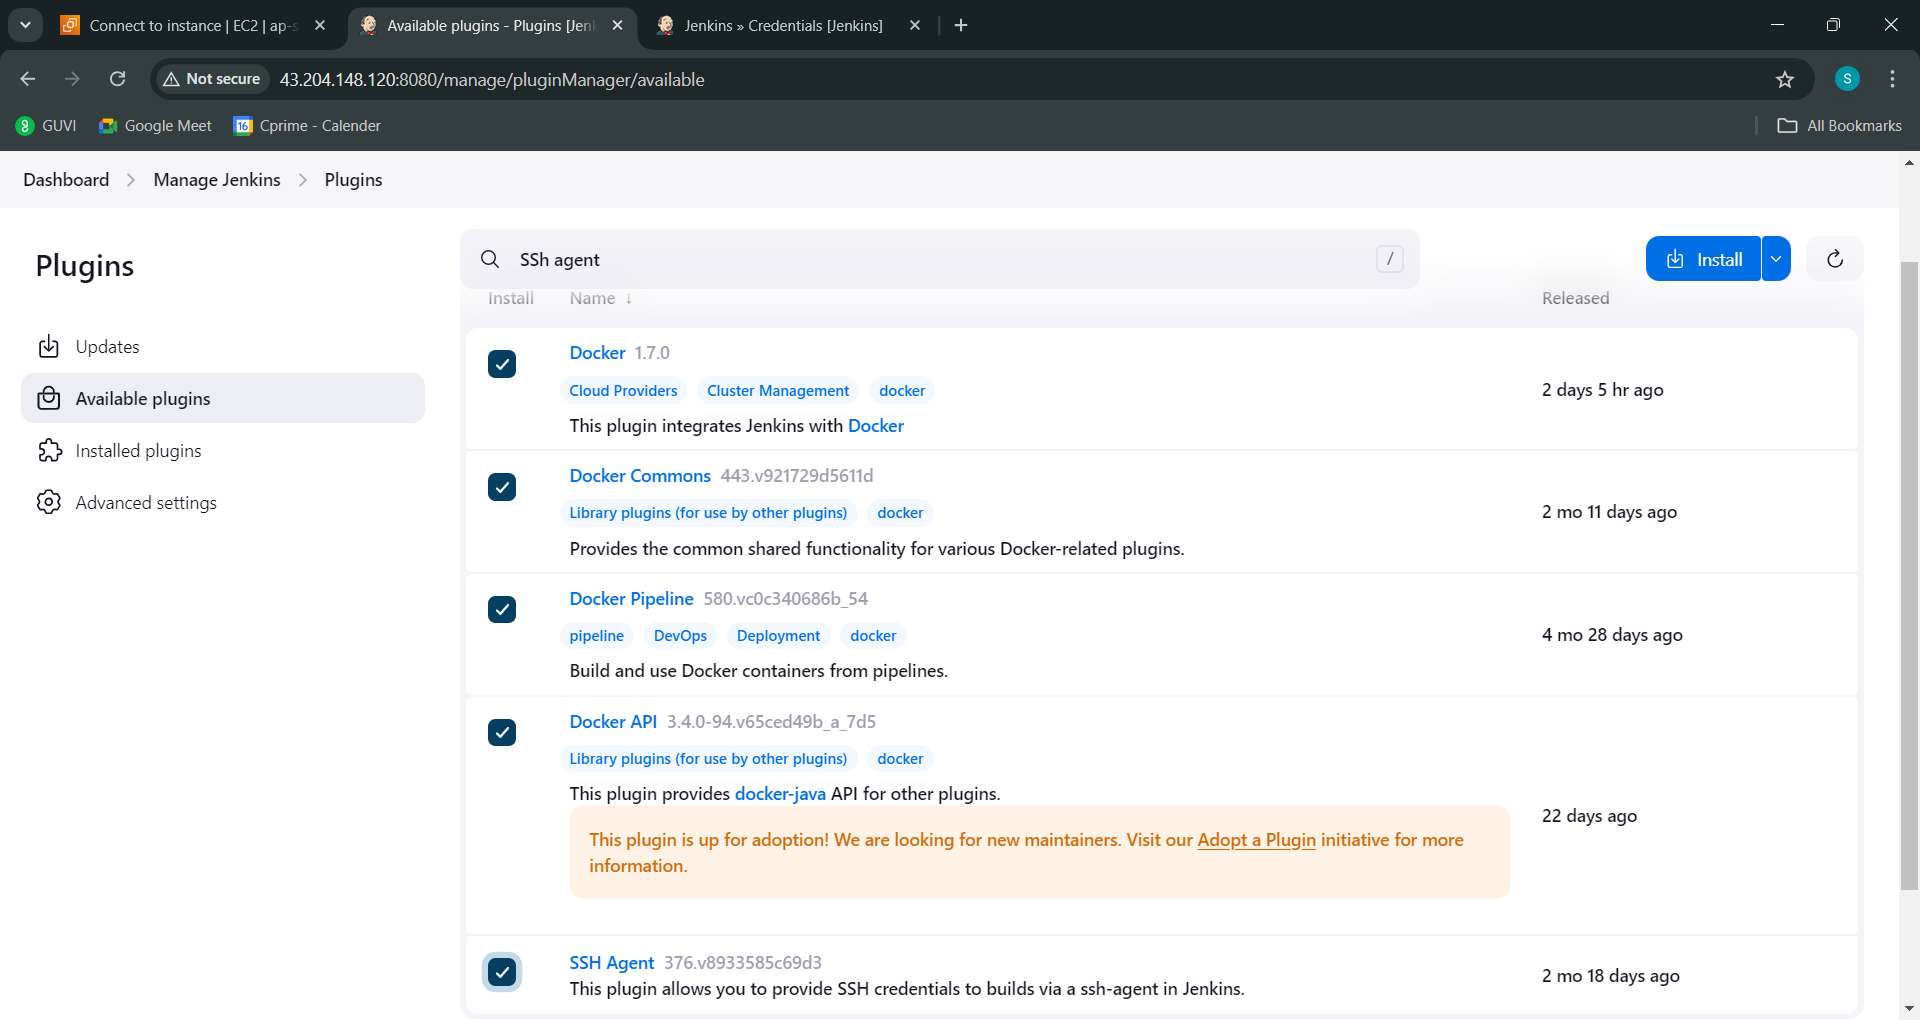 Connect to instance | EC2 | ap-s
Available plugins - Plugins [Jenk
Jenkins » Credentials [Jenkins]
Not secure
43.204.148.120:8080/manage/pluginManager/available
S
GUVI
Google Meet
16
Cprime - Calender
All Bookmarks
Dashboard
Manage Jenkins
Plugins
Plugins
SSh agent
/
Install
Updates
Available plugins
Installed plugins
Advanced settings
Install
Name ↓
Released
Docker 1.7.0
Cloud Providers
Cluster Management
docker
This plugin integrates Jenkins with Docker
2 days 5 hr ago
Docker Commons 443.v921729d5611d
Library plugins (for use by other plugins)
docker
Provides the common shared functionality for various Docker-related plugins.
2 mo 11 days ago
Docker Pipeline 580.vc0c340686b_54
pipeline
DevOps
Deployment
docker
Build and use Docker containers from pipelines.
4 mo 28 days ago
Docker API 3.4.0-94.v65ced49b_a_7d5
Library plugins (for use by other plugins)
docker
This plugin provides docker-java API for other plugins.
This plugin is up for adoption! We are looking for new maintainers. Visit our Adopt a Plugin initiative for more
information.
22 days ago
SSH Agent 376.v8933585c69d3
This plugin allows you to provide SSH credentials to builds via a ssh-agent in Jenkins.
2 mo 18 days ago